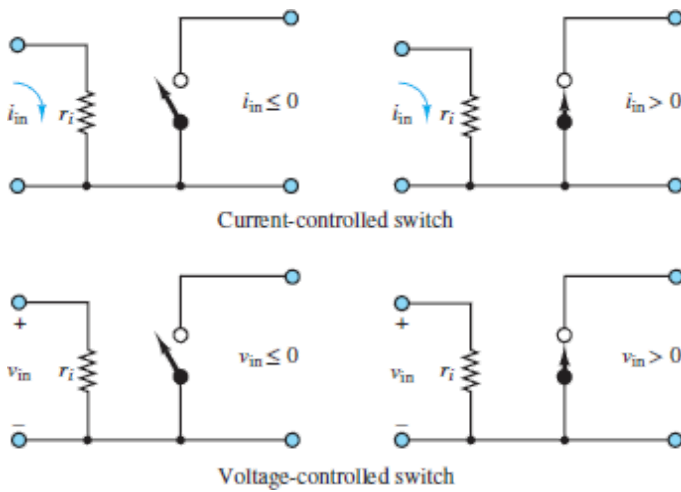 i_in r_i i_in ≤ 0 i_in r_i i_in > 0
Current-controlled switch
+ +
v_in r_i v_in ≤ 0 v_in r_i v_in > 0
− −
Voltage-controlled switch